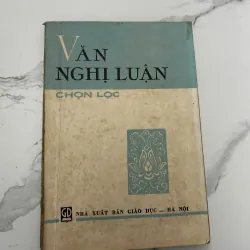 VĂN
NGHỊ LUẬN
CHỌN LỌC
NHÀ XUẤT BẢN GIÁO DỤC — HÀ NỘI